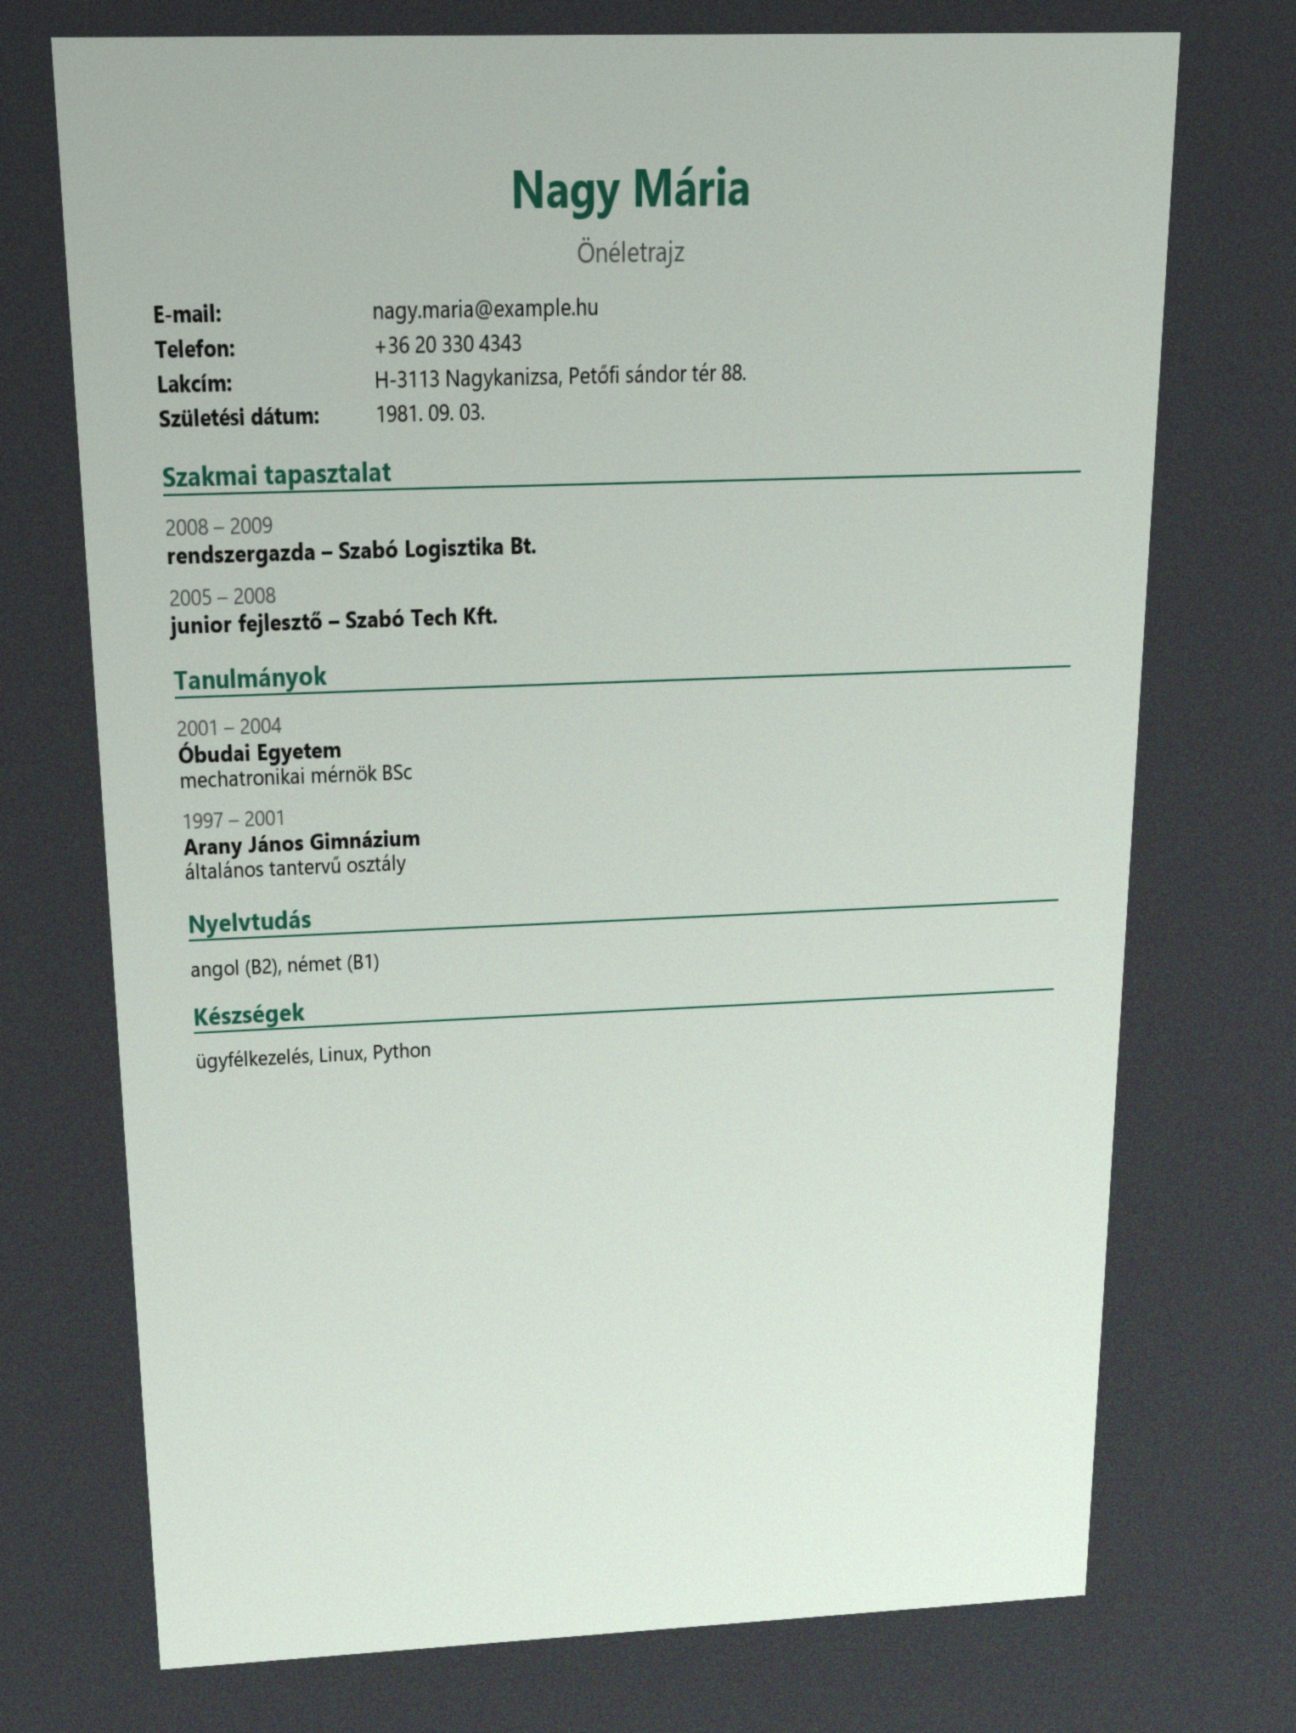 Nagy Mária
Önéletrajz
E-mail: nagy.maria@example.hu
Telefon: +36 20 330 4343
Lakcím: H-3113 Nagykanizsa, Petőfi sándor tér 88.
Születési dátum: 1981. 09. 03.
Szakmai tapasztalat
2008 – 2009
rendszergazda – Szabó Logisztika Bt.
2005 – 2008
junior fejlesztő – Szabó Tech Kft.
Tanulmányok
2001 – 2004
Óbudai Egyetem
mechatronikai mérnök BSc
1997 – 2001
Arany János Gimnázium
általános tantervű osztály
Nyelvtudás
angol (B2), német (B1)
Készségek
ügyfélkezelés, Linux, Python